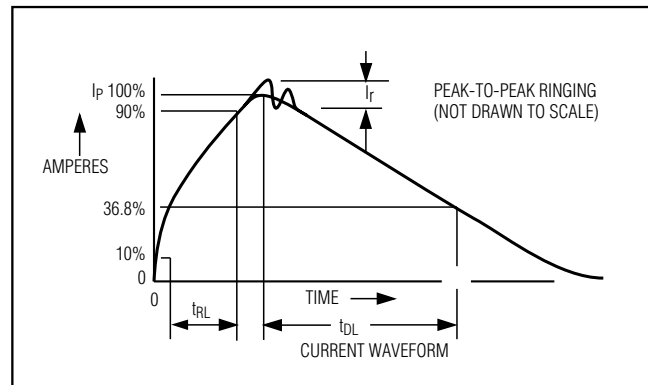 IP 100%
90%
AMPERES
36.8%
10%
0
0
tRL
TIME
tDL
CURRENT WAVEFORM
Ir
PEAK-TO-PEAK RINGING
(NOT DRAWN TO SCALE)